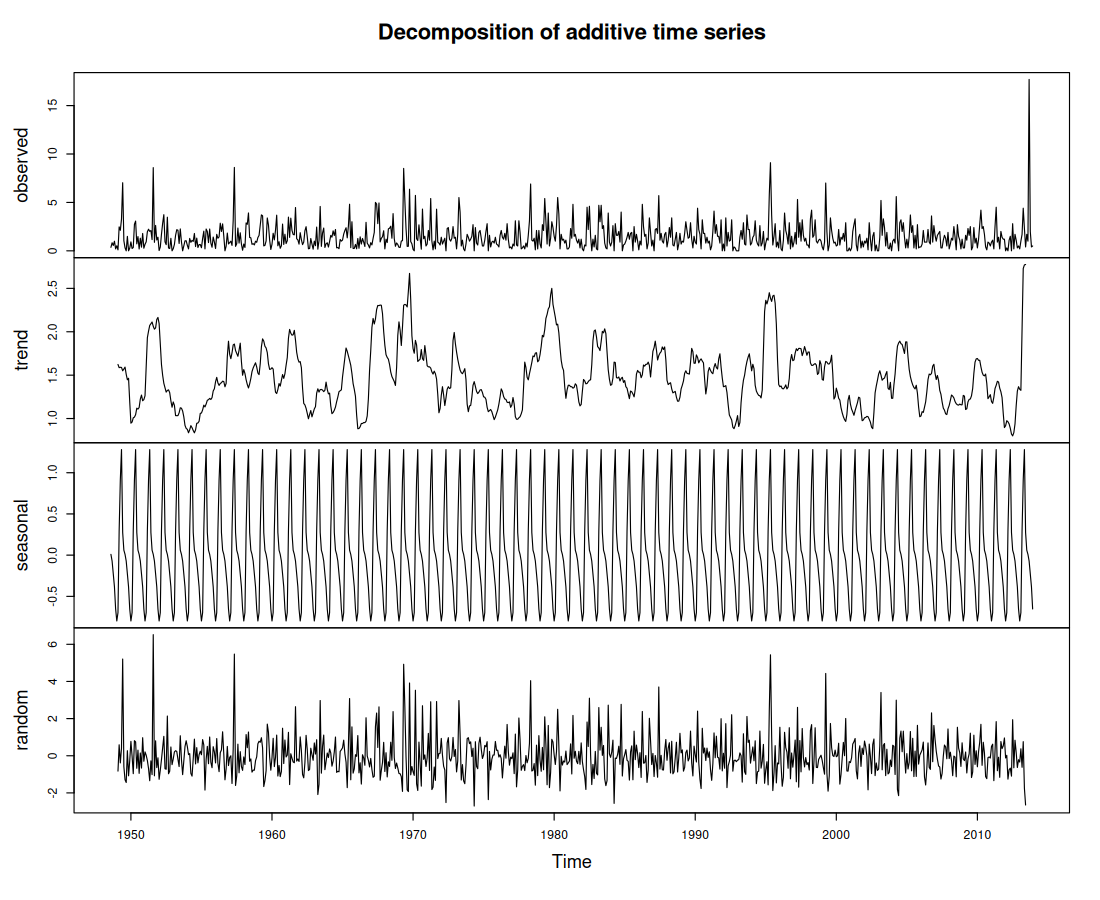 Decomposition of additive time series
observed
0 5 10 15
trend
1.0 1.5 2.0 2.5
seasonal
-0.5 0.0 0.5 1.0
random
-2 0 2 4 6
1950 1960 1970 1980 1990 2000 2010
Time